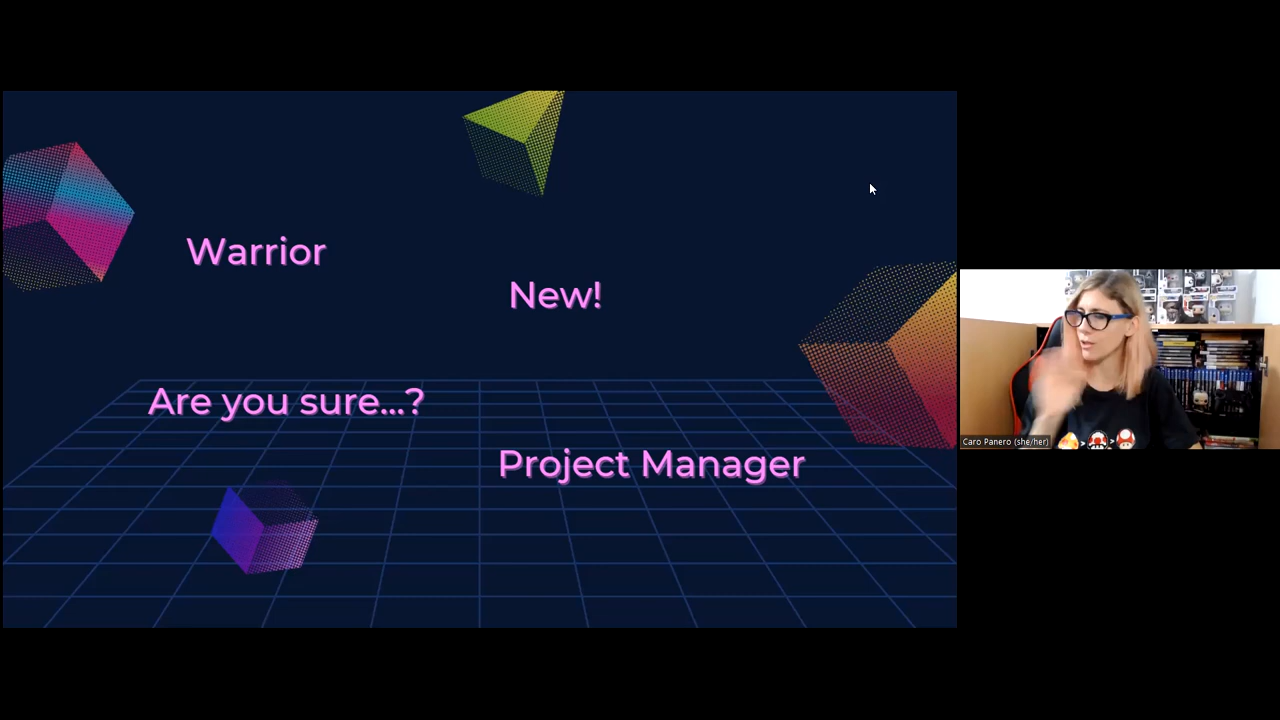 Warrior
New!
Are you sure...?
Project Manager
Caro Panero (she/her)